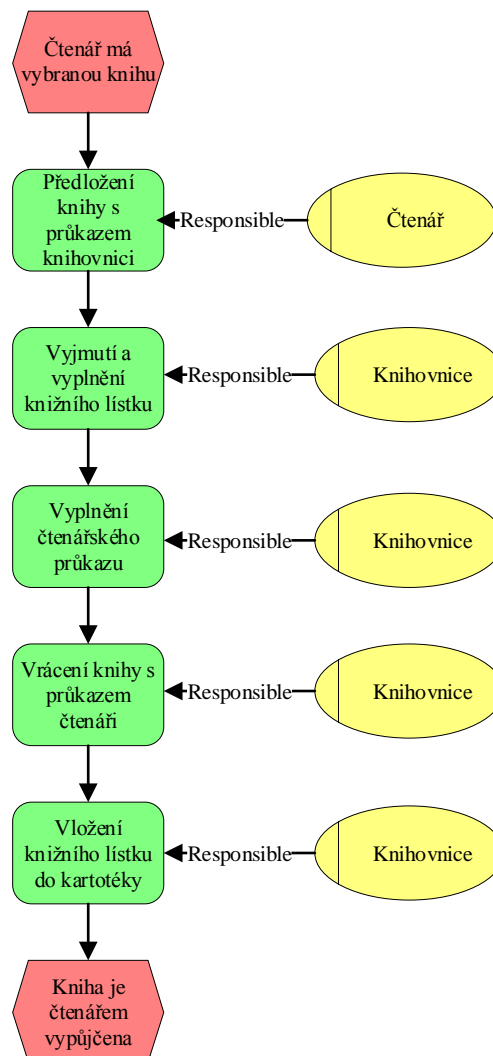 Čtenář má
vybranou knihu
Předložení
knihy s
průkazem
knihovnici
Responsible
Čtenář
Vyjmutí a
vyplnění
knižního lístku
Responsible
Knihovnice
Vyplnění
čtenářského
průkazu
Responsible
Knihovnice
Vrácení knihy s
průkazem
čtenáři
Responsible
Knihovnice
Vložení
knižního lístku
do kartotéky
Responsible
Knihovnice
Kniha je
čtenářem
vypůjčena